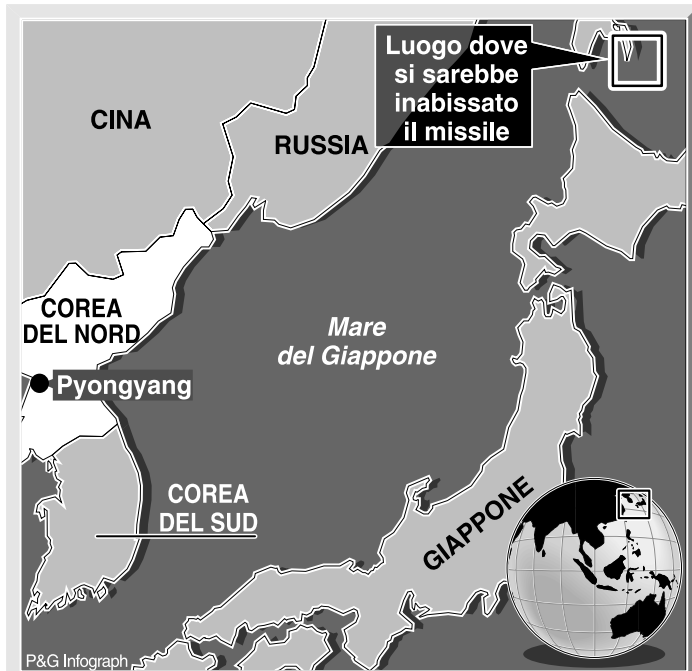 Luogo dove
si sarebbe
inabissato
il missile
CINA
RUSSIA
COREA
DEL NORD
Mare
del Giappone
Pyongyang
COREA
DEL SUD
GIAPPONE
P&G Infograph